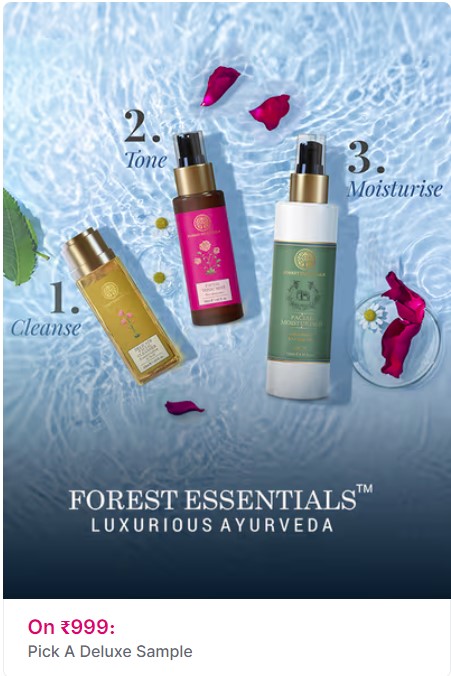 1.
Cleanse
2.
Tone
3.
Moisturise
FOREST ESSENTIALS™
LUXURIOUS AYURVEDA
On ₹999:
Pick A Deluxe Sample